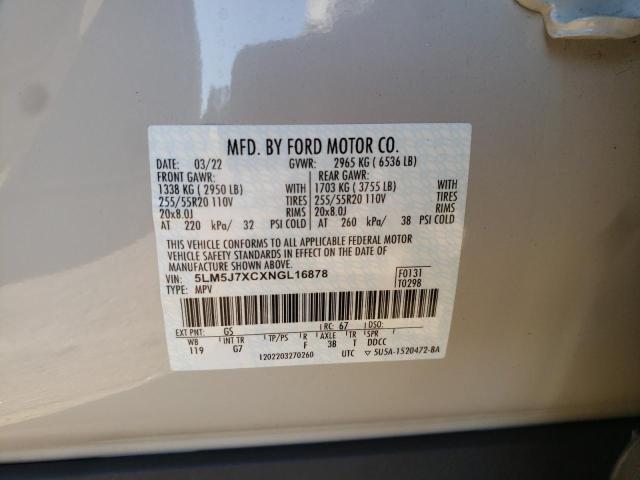 MFD. BY FORD MOTOR CO.
DATE: 03/22 GVWR: 2965 KG ( 6536 LB)
FRONT GAWR: REAR GAWR:
1338 KG ( 2950 LB) WITH 1703 KG ( 3755 LB) WITH
255/55R20 110V TIRES 255/55R20 110V TIRES
20x8.0J RIMS 20x8.0J RIMS
AT 220 kPa/ 32 PSI COLD AT 260 kPa/ 38 PSI COLD
THIS VEHICLE CONFORMS TO ALL APPLICABLE FEDERAL MOTOR
VEHICLE SAFETY STANDARDS IN EFFECT ON THE DATE OF
MANUFACTURE SHOWN ABOVE.
VIN: 5LM5J7XCXNGL16878 F0131
TYPE: MPV T0298
EXT PNT: GS RC: 67 DSO:
WB TP/PS R AXLE TR SPR
119 G7 F 38 T DDCC
1202203270260 UTC ▽ 5U5A-1520472-BA